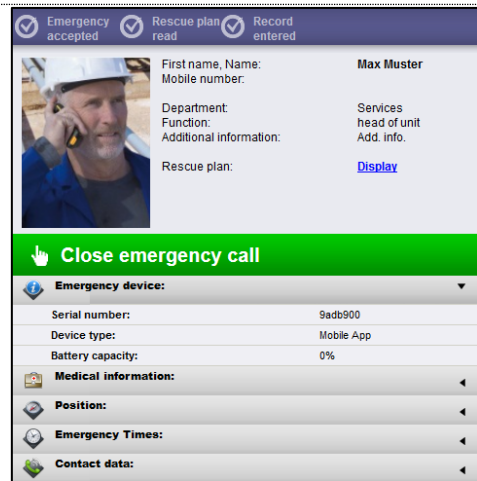 Emergency accepted
Rescue plan read
Record entered
First name, Name: Max Muster
Mobile number:
Department: Services
Function: head of unit
Additional information: Add. info.
Rescue plan: Display
Close emergency call
Emergency device:
Serial number: 9adb900
Device type: Mobile App
Battery capacity: 0%
Medical information:
Position:
Emergency Times:
Contact data: